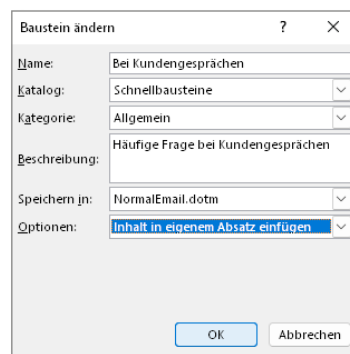 Baustein ändern ?
Name: Bei Kundengesprächen
Katalog: Schnellbausteine
Kategorie: Allgemein
Beschreibung: Häufige Frage bei Kundengesprächen
Speichern in: NormalEmail.dotm
Optionen: Inhalt in eigenem Absatz einfügen
OK Abbrechen